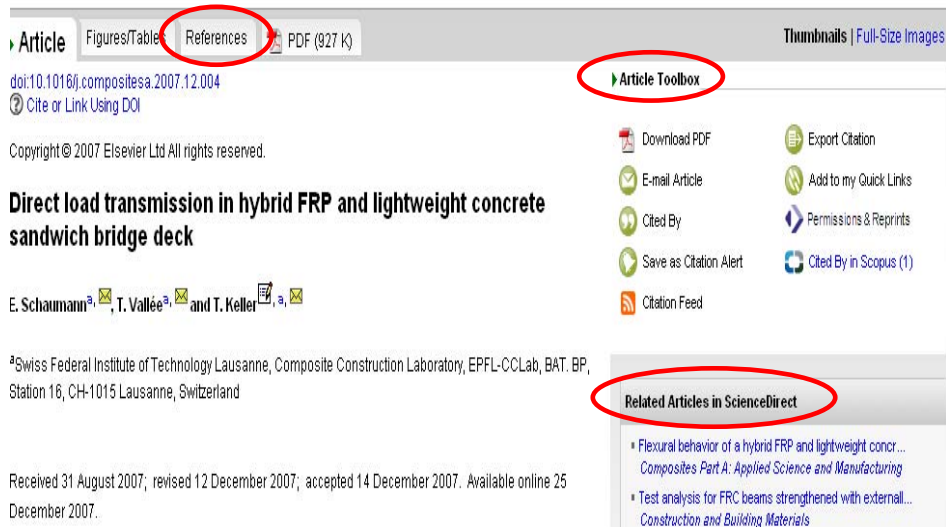 Article
Figures/Tables
References
PDF (927 K)
Thumbnails | Full-Size Images
doi:10.1016/j.compositesa.2007.12.004
Cite or Link Using DOI
Copyright © 2007 Elsevier Ltd All rights reserved.
Direct load transmission in hybrid FRP and lightweight concrete
sandwich bridge deck
E. Schaumann a, , T. Vallée a, and T. Keller , a,
a Swiss Federal Institute of Technology Lausanne, Composite Construction Laboratory, EPFL-CCLab, BAT. BP,
Station 16, CH-1015 Lausanne, Switzerland
Received 31 August 2007; revised 12 December 2007; accepted 14 December 2007. Available online 25
December 2007.
Article Toolbox
Download PDF
Export Citation
E-mail Article
Add to my Quick Links
Cited By
Permissions & Reprints
Save as Citation Alert
Cited By in Scopus (1)
Citation Feed
Related Articles in ScienceDirect
Flexural behavior of a hybrid FRP and lightweight concr...
Composites Part A: Applied Science and Manufacturing
Test analysis for FRC beams strengthened with externall...
Construction and Building Materials